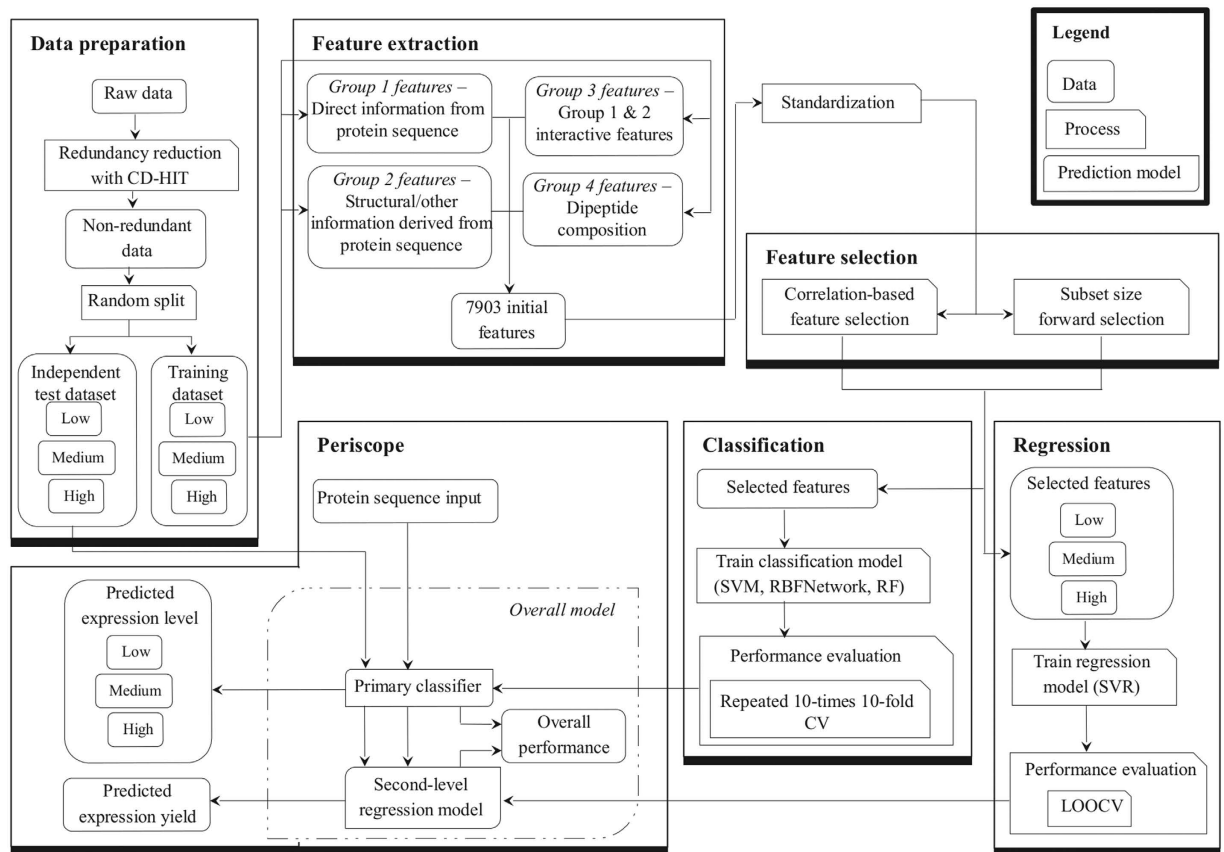 Data preparation
Raw data
Redundancy reduction
with CD-HIT
Non-redundant
data
Random split
Independent
test dataset
Low
Medium
High
Training
dataset
Low
Medium
High
Feature extraction
Group 1 features –
Direct information from
protein sequence
Group 2 features –
Structural/other
information derived from
protein sequence
Group 3 features –
Group 1 & 2
interactive features
Group 4 features –
Dipeptide
composition
7903 initial
features
Standardization
Legend
Data
Process
Prediction model
Feature selection
Correlation-based
feature selection
Subset size
forward selection
Periscope
Protein sequence input
Predicted
expression level
Low
Medium
High
Predicted
expression yield
Overall model
Primary classifier
Overall
performance
Second-level
regression model
Classification
Selected features
Train classification model
(SVM, RBFNetwork, RF)
Performance evaluation
Repeated 10-times 10-fold
CV
Regression
Selected features
Low
Medium
High
Train regression
model (SVR)
Performance evaluation
LOOCV